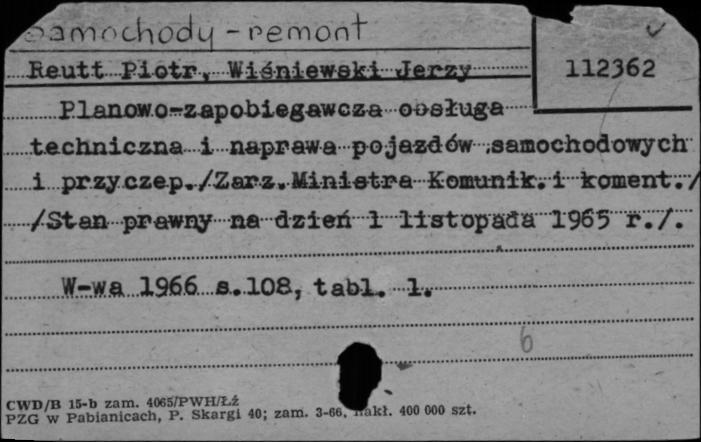 Samochody - remont
Reutt Piotr, Wiśniewski Jerzy
112362
Planowo-zapobiegawcza obsługa
techniczna i naprawa pojazdów samochodowych
i przyczep./Zarz.Ministra Komunik.i koment./
/Stan prawny na dzień 1 listopada 1965 r./.
W-wa 1966 s.108, tabl. 1.
6
CWD/B 15-b zam. 4065/PWH/Łź
PZG w Pabianicach, P. Skargi 40; zam. 3-66, nakł. 400 000 szt.